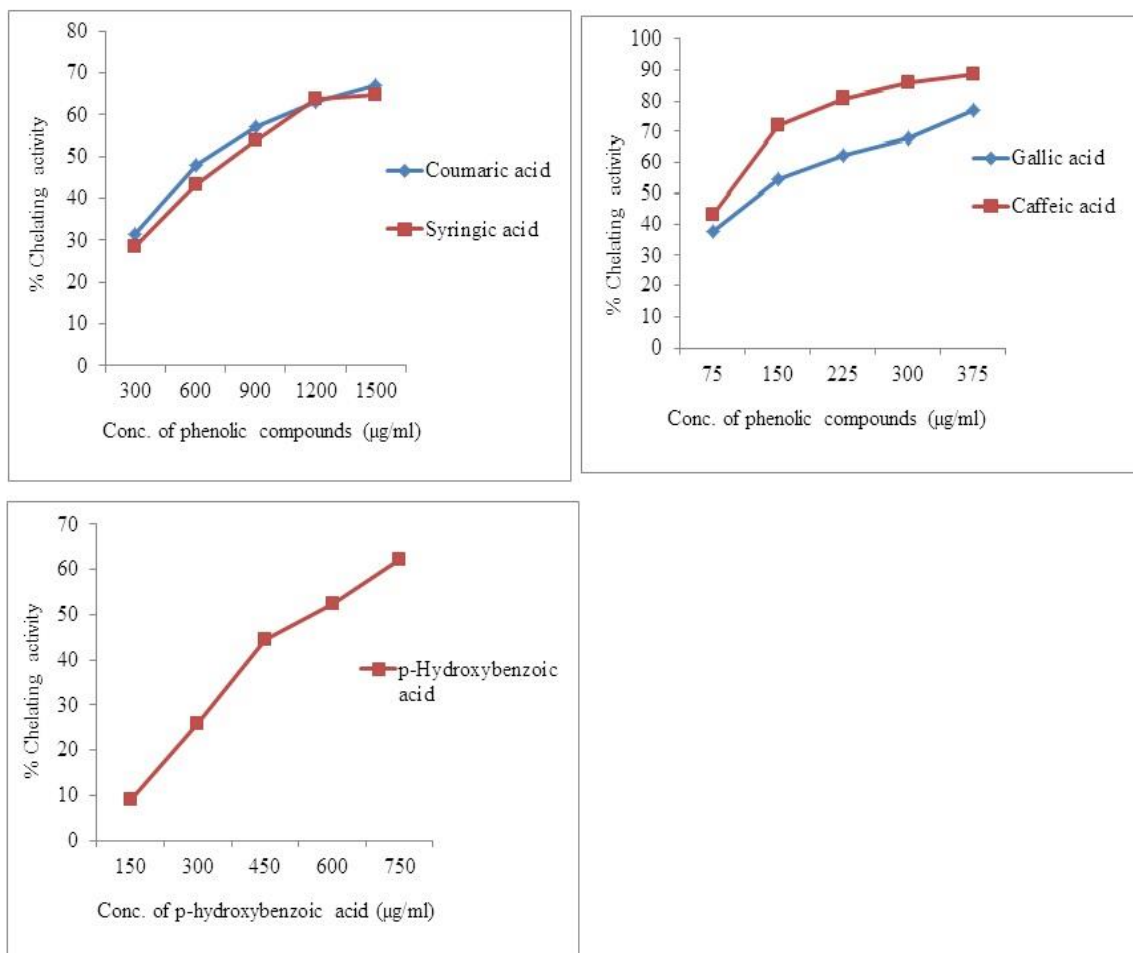 80
70
60
50
40
30
20
10
0
% Chelating activity
300 600 900 1200 1500
Conc. of phenolic compounds (µg/ml)
Coumaric acid
Syringic acid
100
90
80
70
60
50
40
30
20
10
0
% Chelating activity
75 150 225 300 375
Conc. of phenolic compounds (µg/ml)
Gallic acid
Caffeic acid
70
60
50
40
30
20
10
0
% Chelating activity
150 300 450 600 750
Conc. of p-hydroxybenzoic acid (µg/ml)
p-Hydroxybenzoic
acid